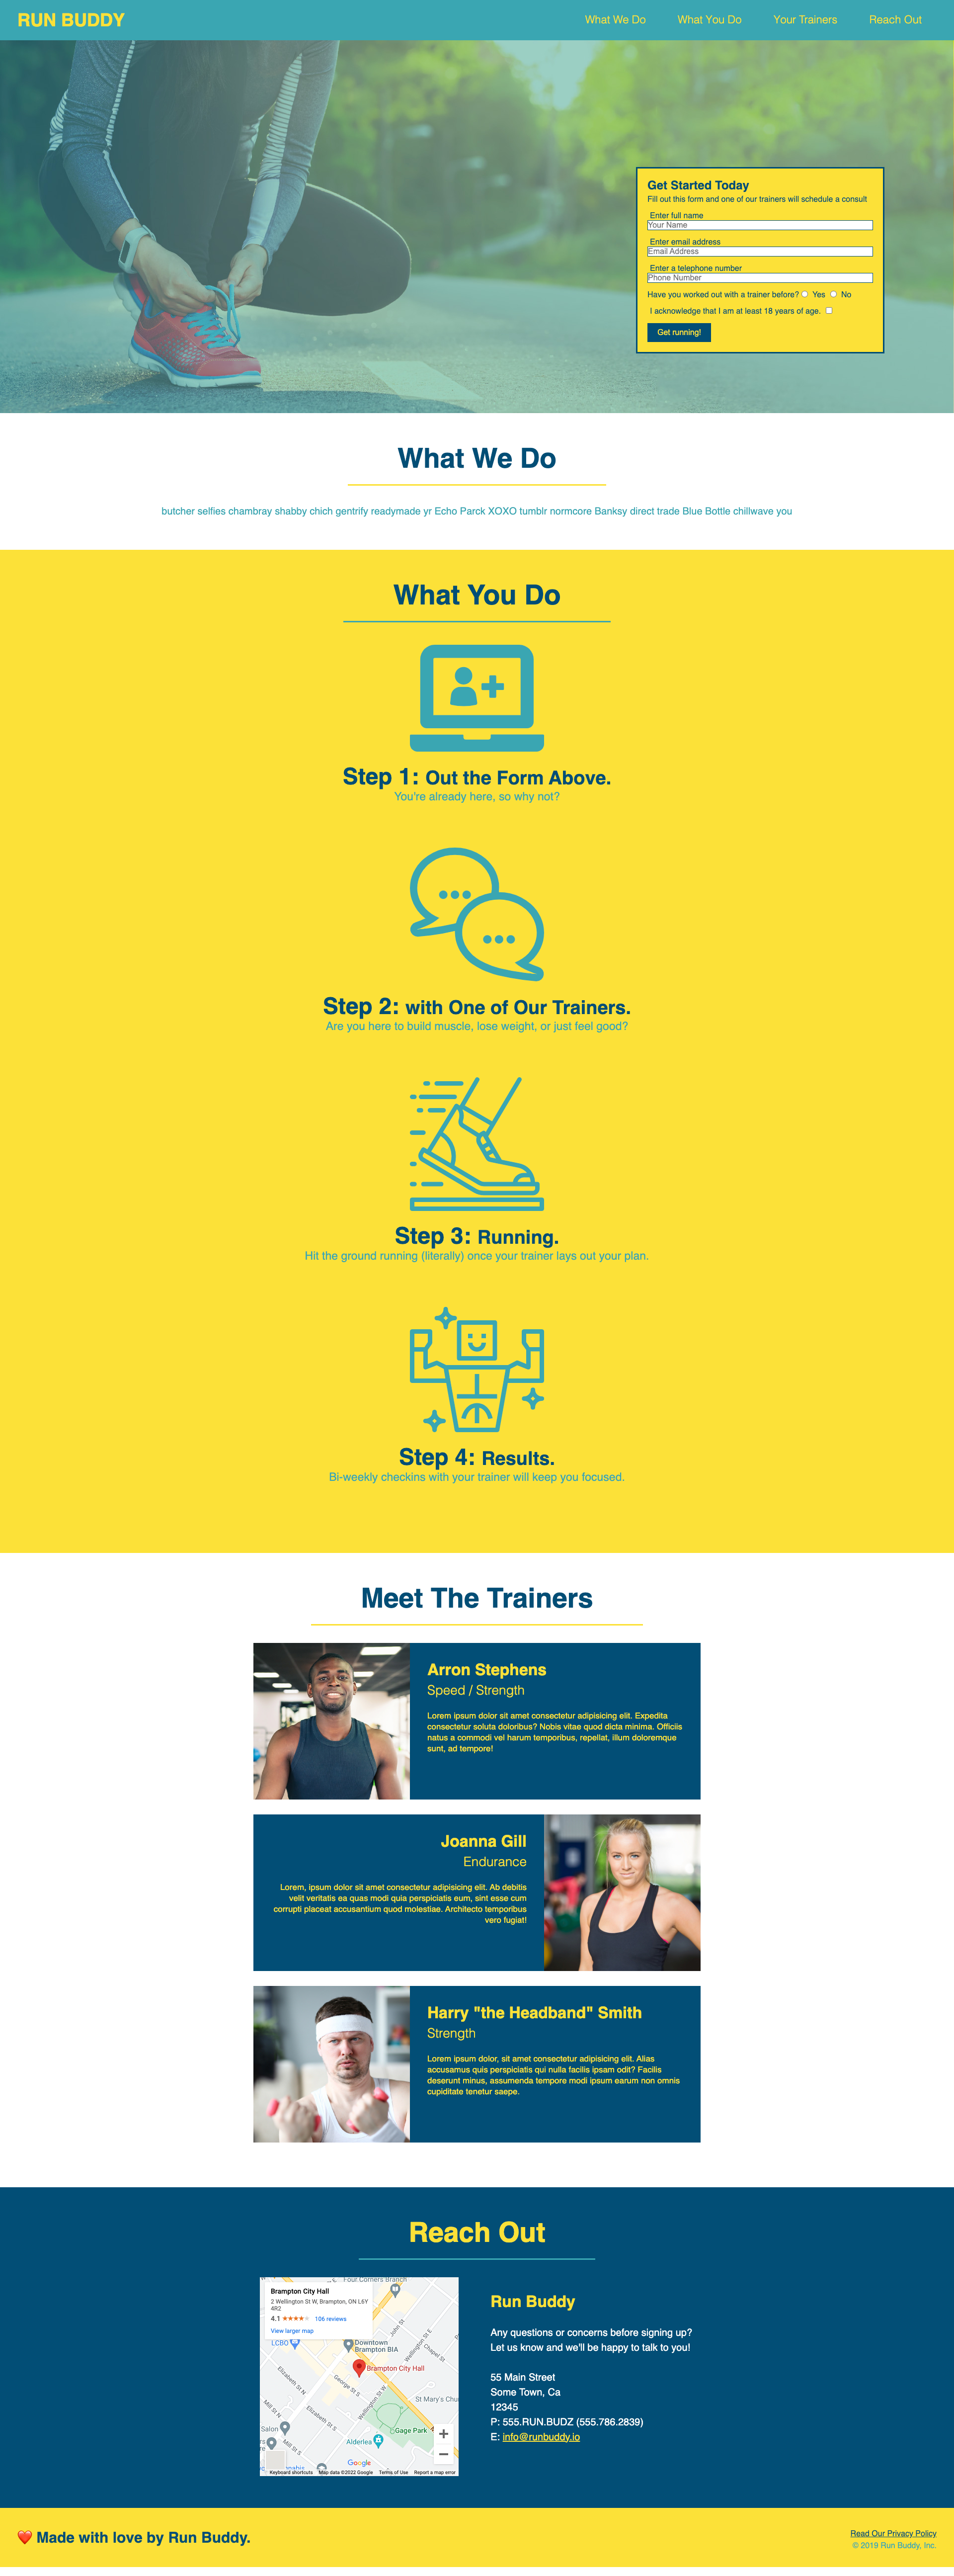 RUN BUDDY
What We Do
What You Do
Your Trainers
Reach Out
Get Started Today
Fill out this form and one of our trainers will schedule a consult
Enter full name
Your Name
Enter email address
Email Address
Enter a telephone number
Phone Number
Have you worked out with a trainer before? Yes No
I acknowledge that I am at least 18 years of age.
Get running!
What We Do
butcher selfies chambray shabby chich gentrify readymade yr Echo Parck XOXO tumblr normcore Banksy direct trade Blue Bottle chillwave you
What You Do
Step 1: Out the Form Above.
You're already here, so why not?
Step 2: with One of Our Trainers.
Are you here to build muscle, lose weight, or just feel good?
Step 3: Running.
Hit the ground running (literally) once your trainer lays out your plan.
Step 4: Results.
Bi-weekly checkins with your trainer will keep you focused.
Meet The Trainers
Arron Stephens
Speed / Strength
Lorem ipsum dolor sit amet consectetur adipisicing elit. Expedita
consectetur soluta doloribus? Nobis vitae quod dicta minima. Officiis
natus a commodi vel harum temporibus, repellat, illum doloremque
sunt, ad tempore!
Joanna Gill
Endurance
Lorem, ipsum dolor sit amet consectetur adipisicing elit. Ab debitis
velit veritatis ea quas modi quia perspiciatis eum, sint esse cum
corrupti placeat accusantium quod molestiae. Architecto temporibus
vero fugiat!
Harry "the Headband" Smith
Strength
Lorem ipsum dolor, sit amet consectetur adipisicing elit. Alias
accusamus quis perspiciatis qui nulla facilis ipsam odit? Facilis
deserunt minus, assumenda tempore modi ipsum earum non omnis
cupiditate tenetur saepe.
Reach Out
Four Corners Branch
Brampton City Hall
2 Wellington St W, Brampton, ON L6Y
4R2
4.1 ★★★★ 106 reviews
View larger map
John St
Wellington St E
Chapel St
LCBO
Downtown
Brampton BIA
Brampton City Hall
Elizabeth St N
George St S
Wellington St W
St Mary's Chu
Mill St N
Elizabeth St S
Salon
Mill St S
Gage Park
Alderlea
Google
Keyboard shortcuts Map data ©2022 Google Terms of Use Report a map error
Run Buddy
Any questions or concerns before signing up?
Let us know and we'll be happy to talk to you!
55 Main Street
Some Town, Ca
12345
P: 555.RUN.BUDZ (555.786.2839)
E: info@runbuddy.io
❤️ Made with love by Run Buddy.
Read Our Privacy Policy
© 2019 Run Buddy, Inc.